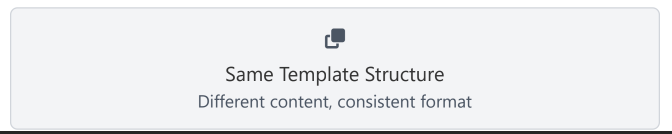 Same Template Structure
Different content, consistent format